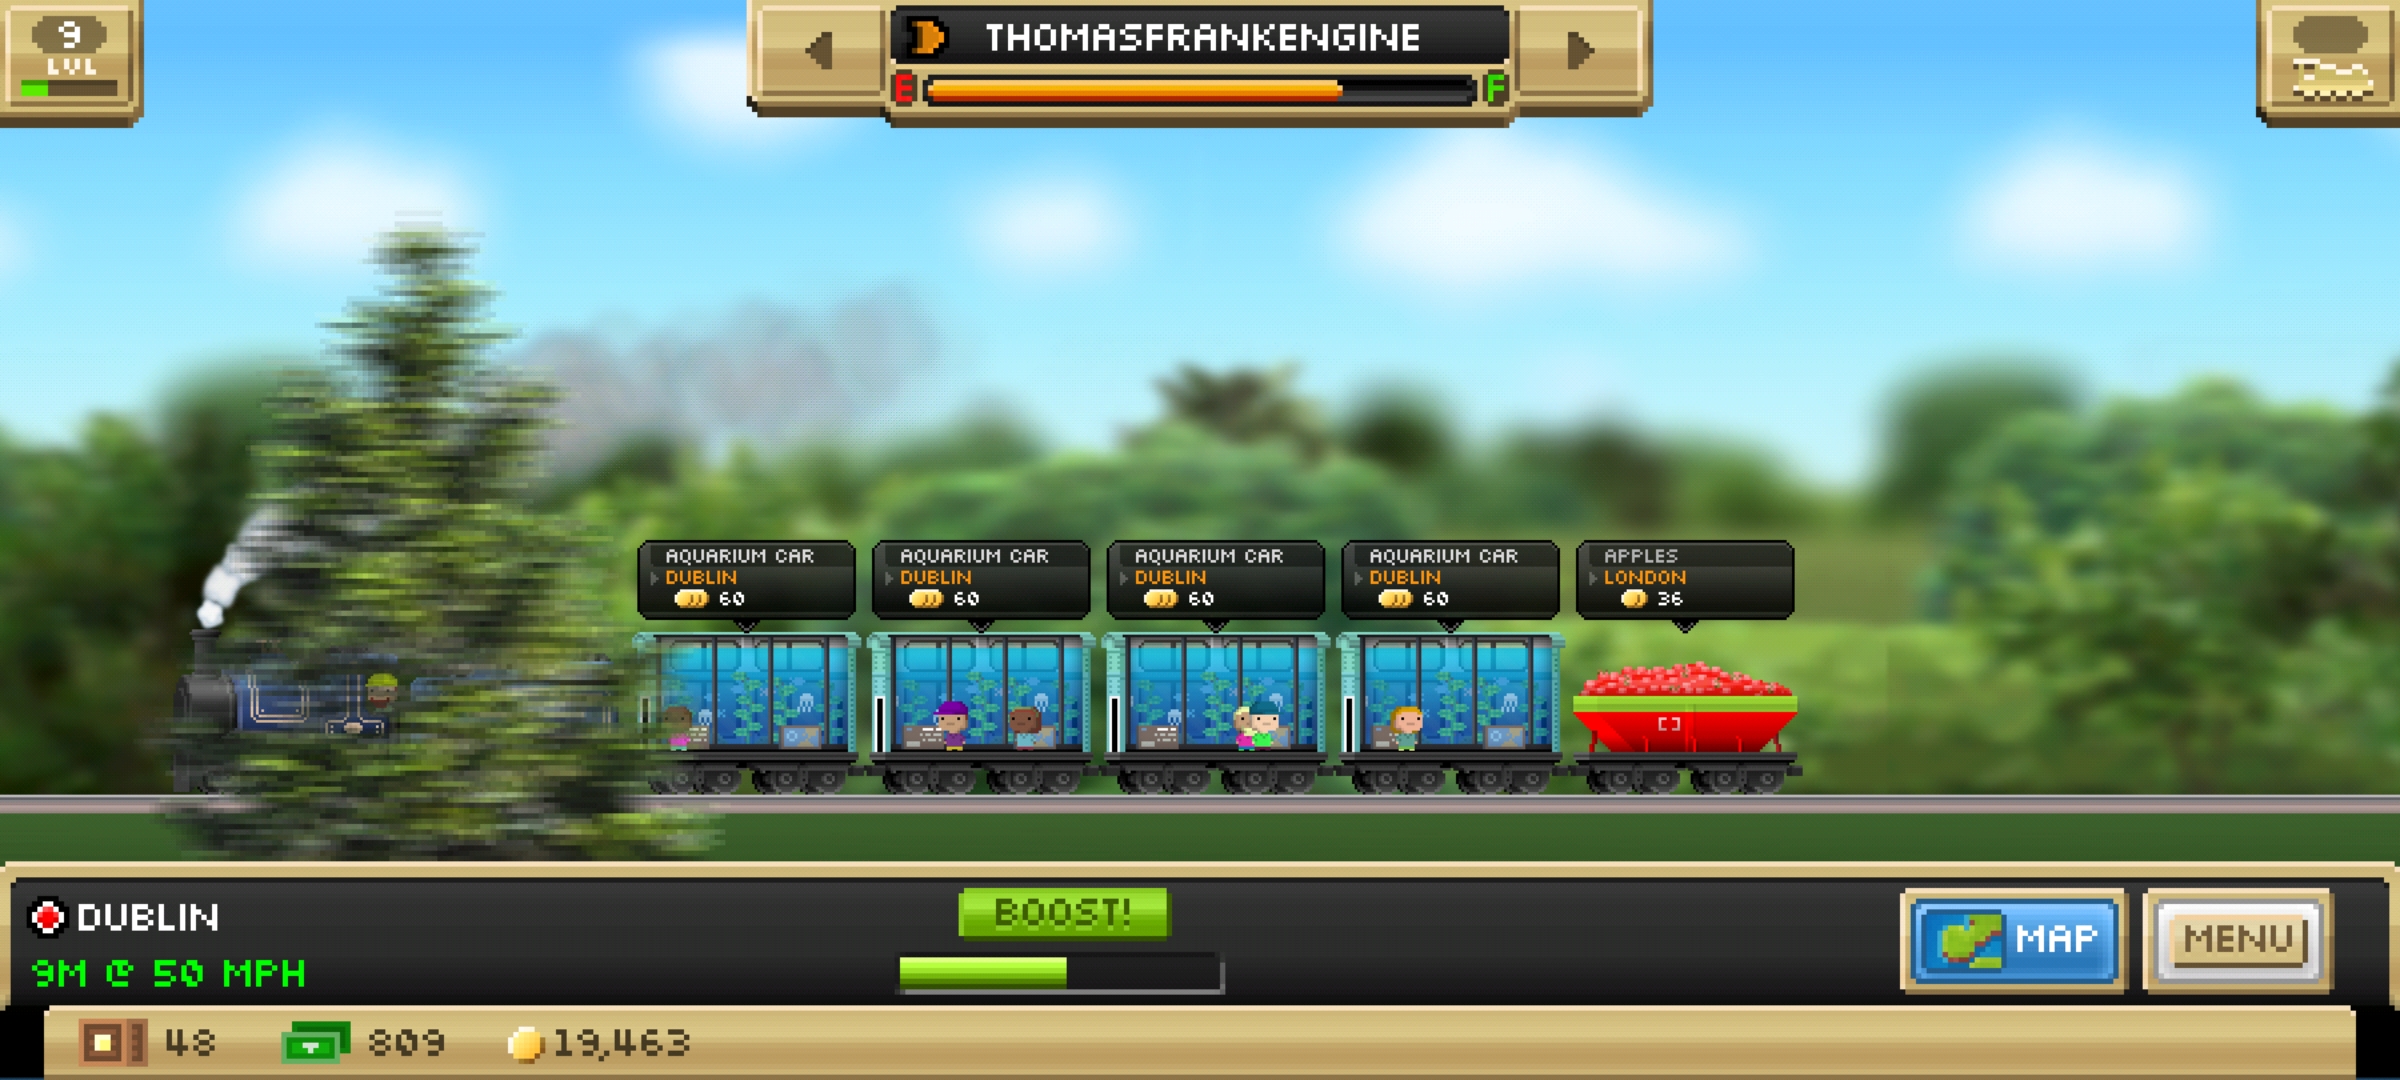 9
LVL
THOMASFRANKENGINE
E
F
AQUARIUM CAR
DUBLIN
60
AQUARIUM CAR
DUBLIN
60
AQUARIUM CAR
DUBLIN
60
AQUARIUM CAR
DUBLIN
60
APPLES
LONDON
36
DUBLIN
9M @ 50 MPH
BOOST!
MAP
MENU
48
809
19,463